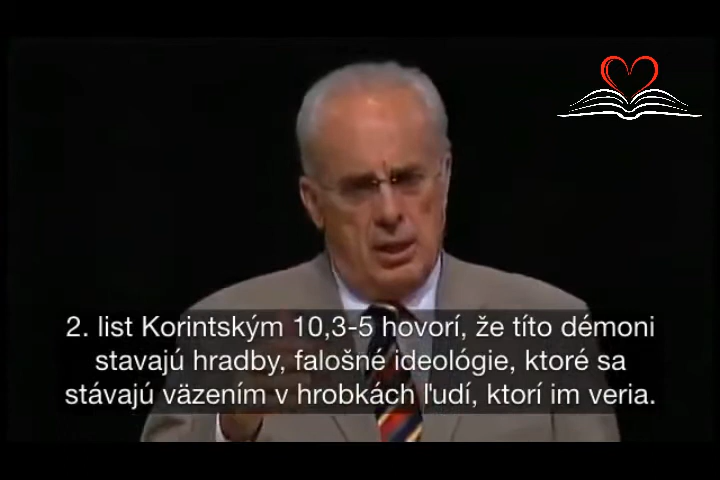 2. list Korintským 10,3-5 hovorí, že títo démoni
stavajú hradby, falošné ideológie, ktoré sa
stávajú väzením v hrobkách ľudí, ktorí im veria.